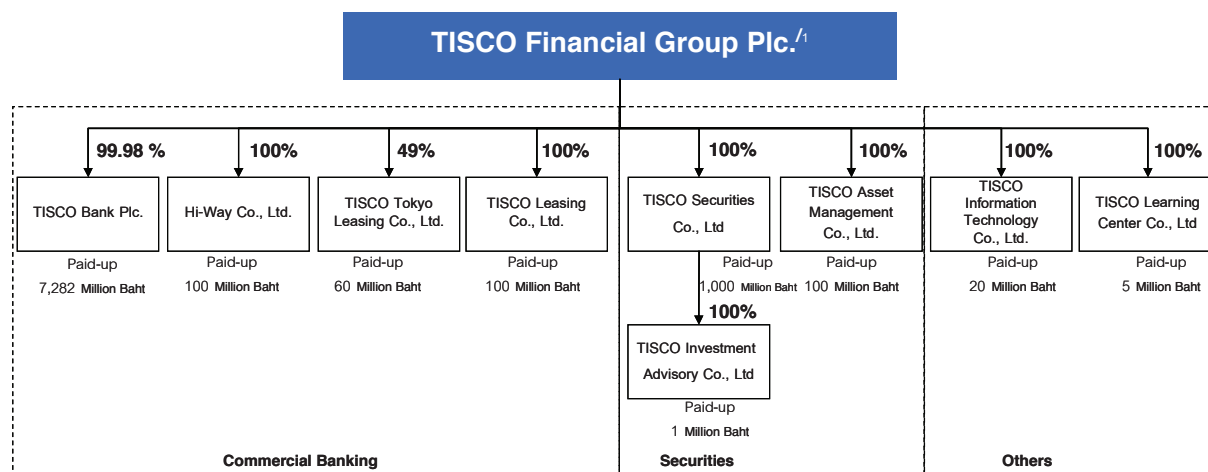 TISCO Financial Group Plc./1
99.98 %
100%
49%
100%
100%
100%
100%
100%
TISCO Bank Plc.
Hi-Way Co., Ltd.
TISCO Tokyo
Leasing Co., Ltd.
TISCO Leasing
Co., Ltd.
TISCO Securities
Co., Ltd
TISCO Asset
Management
Co., Ltd.
TISCO
Information
Technology
Co., Ltd.
TISCO Learning
Center Co., Ltd
Paid-up
7,282 Million Baht
Paid-up
100 Million Baht
Paid-up
60 Million Baht
Paid-up
100 Million Baht
Paid-up
1,000 Million Baht
Paid-up
100 Million Baht
Paid-up
20 Million Baht
Paid-up
5 Million Baht
100%
TISCO Investment
Advisory Co., Ltd
Paid-up
1 Million Baht
Commercial Banking
Securities
Others